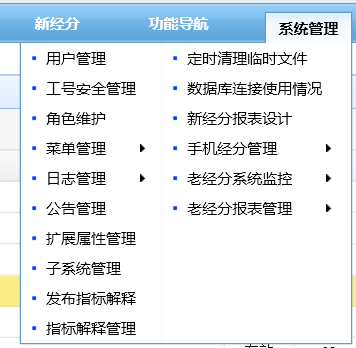 新经分 功能导航 系统管理
用户管理
工号安全管理
角色维护
菜单管理
日志管理
公告管理
扩展属性管理
子系统管理
发布指标解释
指标解释管理
定时清理临时文件
数据库连接使用情况
新经分报表设计
手机经分管理
老经分系统监控
老经分报表管理